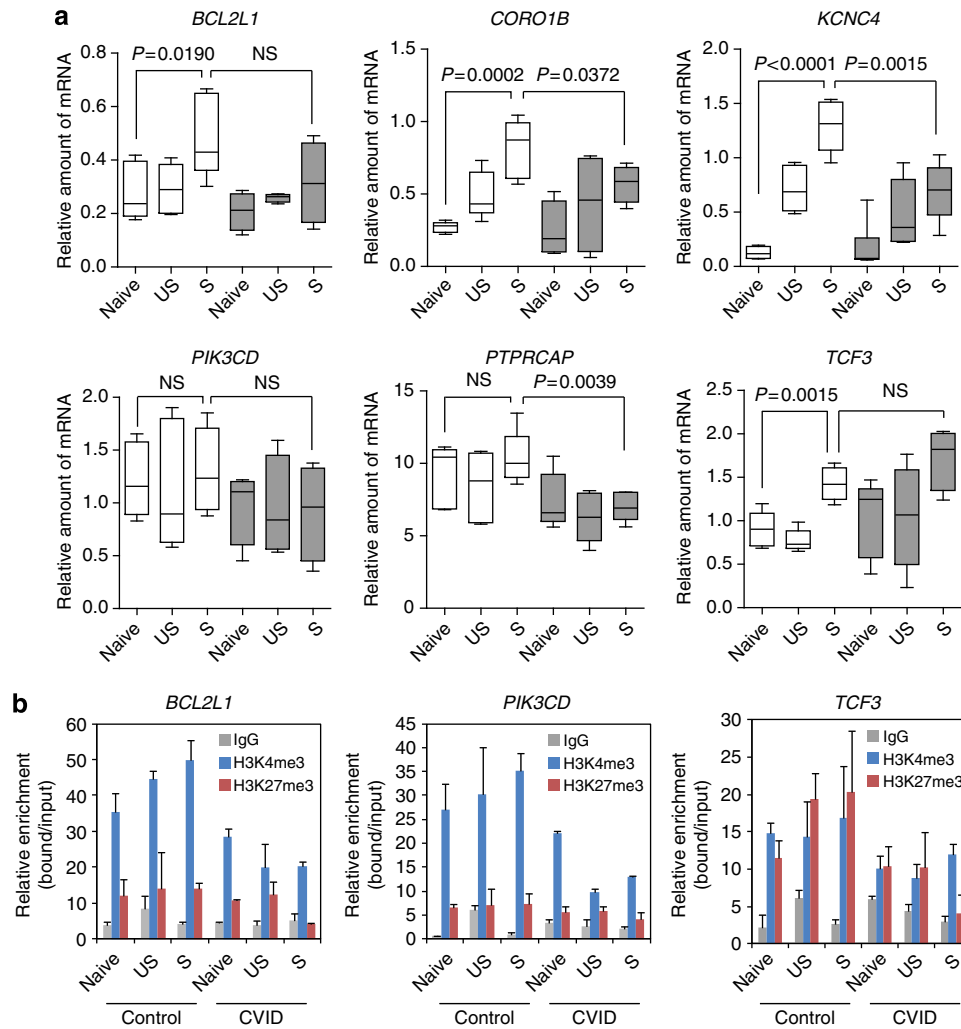 a
BCL2L1
CORO1B
KCNC4
Relative amount of mRNA
0.8
0.6
0.4
0.2
0.0
P=0.0190
NS
Naive
US
S
Naive
US
S
Relative amount of mRNA
1.5
1.0
0.5
0.0
P=0.0002
P=0.0372
Naive
US
S
Naive
US
S
Relative amount of mRNA
2.0
1.5
1.0
0.5
0
P<0.0001
P=0.0015
Naive
US
S
Naive
US
S
PIK3CD
PTPRCAP
TCF3
Relative amount of mRNA
2.0
1.5
1.0
0.5
0.0
NS
NS
Naive
US
S
Naive
US
S
Relative amount of mRNA
15
10
5
0
NS
P=0.0039
Naive
US
S
Naive
US
S
Relative amount of mRNA
2.5
2.0
1.5
1.0
0.5
0.0
P=0.0015
NS
Naive
US
S
Naive
US
S
b
BCL2L1
PIK3CD
TCF3
Relative enrichment
(bound/input)
60
50
40
30
20
10
0
IgG
H3K4me3
H3K27me3
Naive
US
S
Naive
US
S
Control
CVID
Relative enrichment
(bound/input)
45
40
35
30
25
20
15
10
5
0
IgG
H3K4me3
H3K27me3
Naive
US
S
Naive
US
S
Control
CVID
Relative enrichment
(bound/input)
30
25
20
15
10
5
0
IgG
H3K4me3
H3K27me3
Naive
US
S
Naive
US
S
Control
CVID